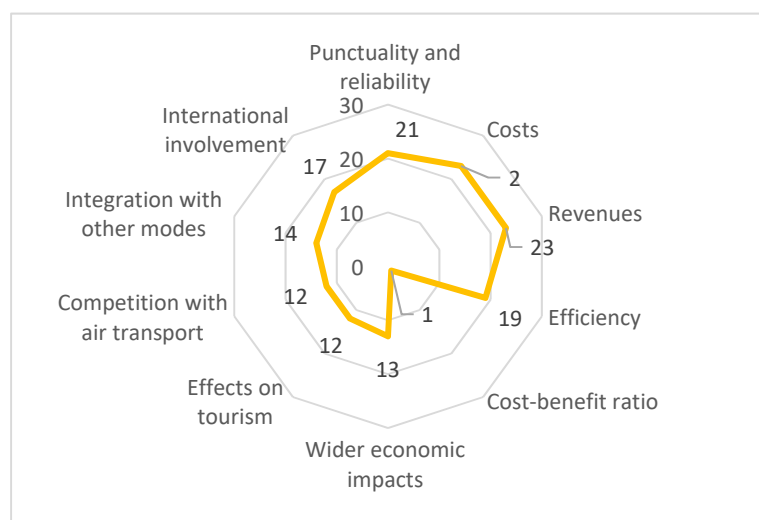 Punctuality and
reliability
30
21
Costs
2
Revenues
23
Efficiency
19
Cost-benefit ratio
1
Wider economic
impacts
13
Effects on
tourism
12
Competition with
air transport
12
Integration with
other modes
14
International
involvement
17
20
10
0